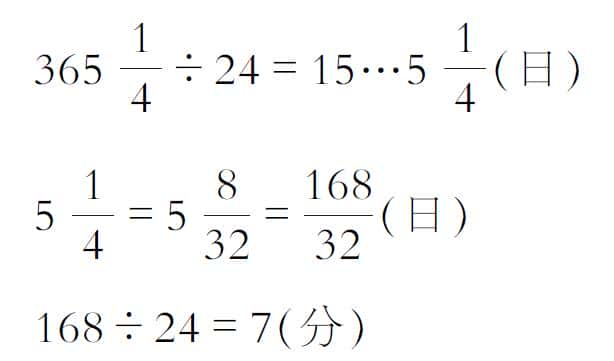 365 1/4 ÷ 24 = 15…5 1/4 (日)
5 1/4 = 5 8/32 = 168/32 (日)
168 ÷ 24 = 7(分)